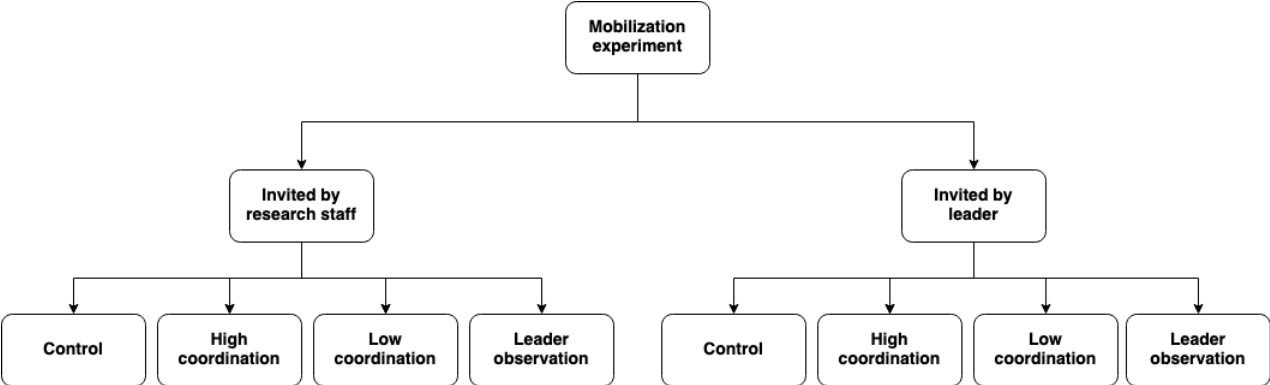 Mobilization
experiment
Invited by
research staff
Invited by
leader
Control
High
coordination
Low
coordination
Leader
observation
Control
High
coordination
Low
coordination
Leader
observation